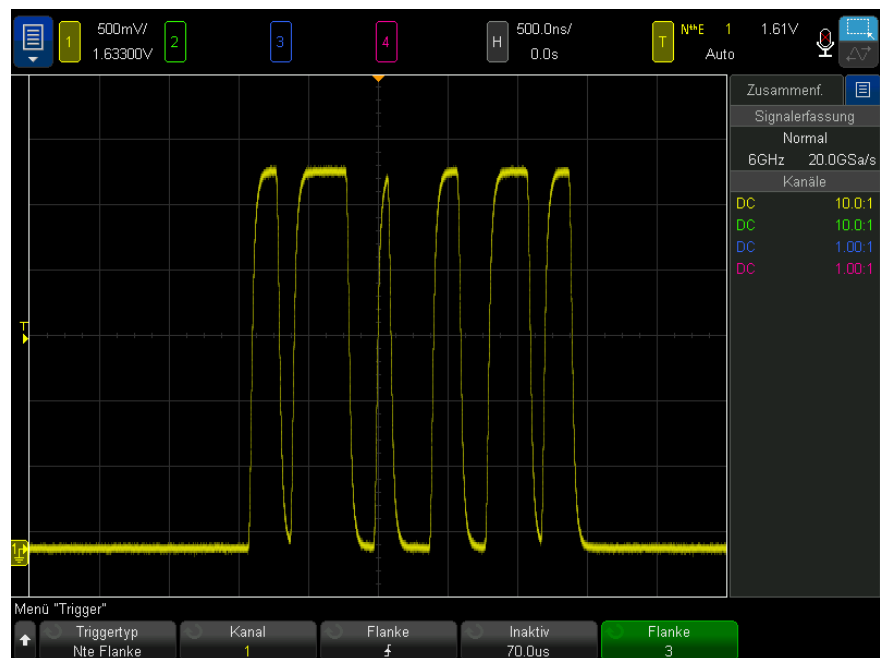 1 500mV/ 2 3 4 H 500.0ns/ T NthE 1 1.61V
1.63300V 0.0s Auto
Zusammenf.
Signalerfassung
Normal
6GHz 20.0GSa/s
Kanäle
DC 10.0:1
DC 10.0:1
DC 1.00:1
DC 1.00:1
T
1
Menü "Trigger"
Triggertyp Kanal Flanke Inaktiv Flanke
Nte Flanke 1 70.0us 3